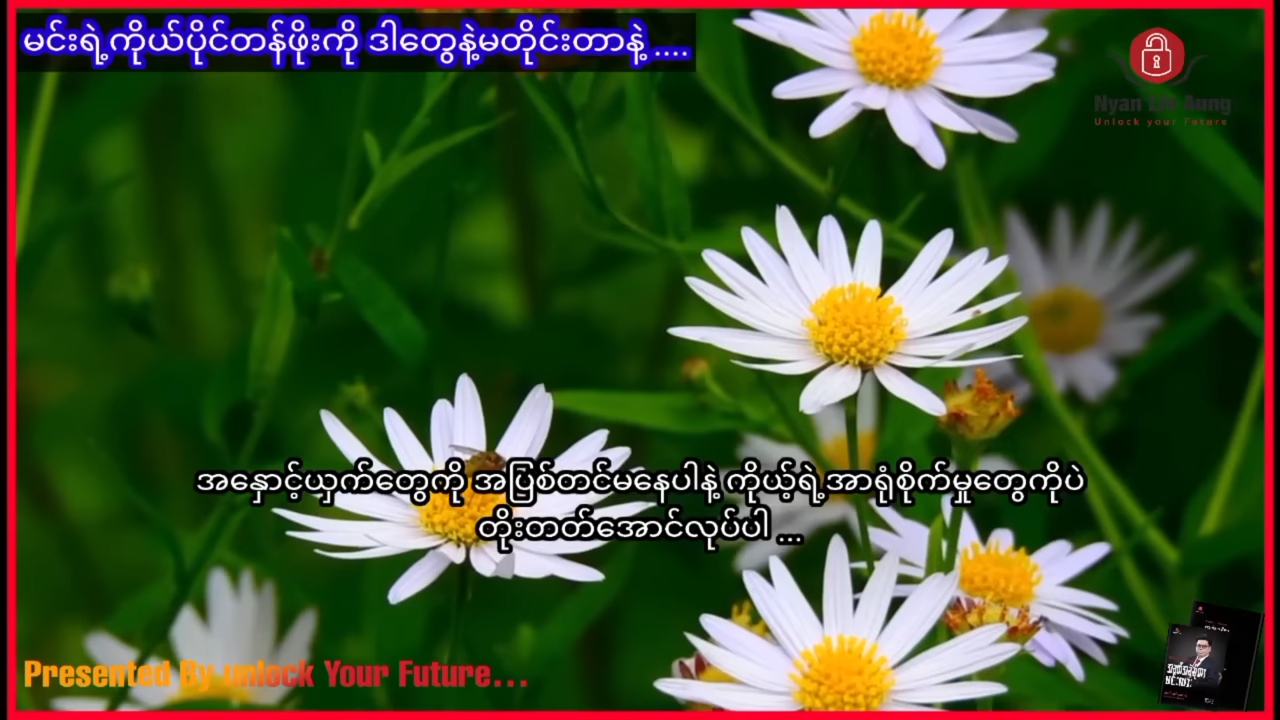 မင်းရဲ့ကိုယ်ပိုင်တန်ဖိုးကို ဒါတွေနဲ့မတိုင်းတာနဲ့ ....
Nyan Aung
Unlock your Future
အနှောင့်ယှက်တွေကို အပြစ်တင်မနေပါနဲ့ ကိုယ့်ရဲ့အာရုံစိုက်မှုတွေကိုပဲ
တိုးတတ်အောင်လုပ်ပါ ...
Presented By unlock Your Future...